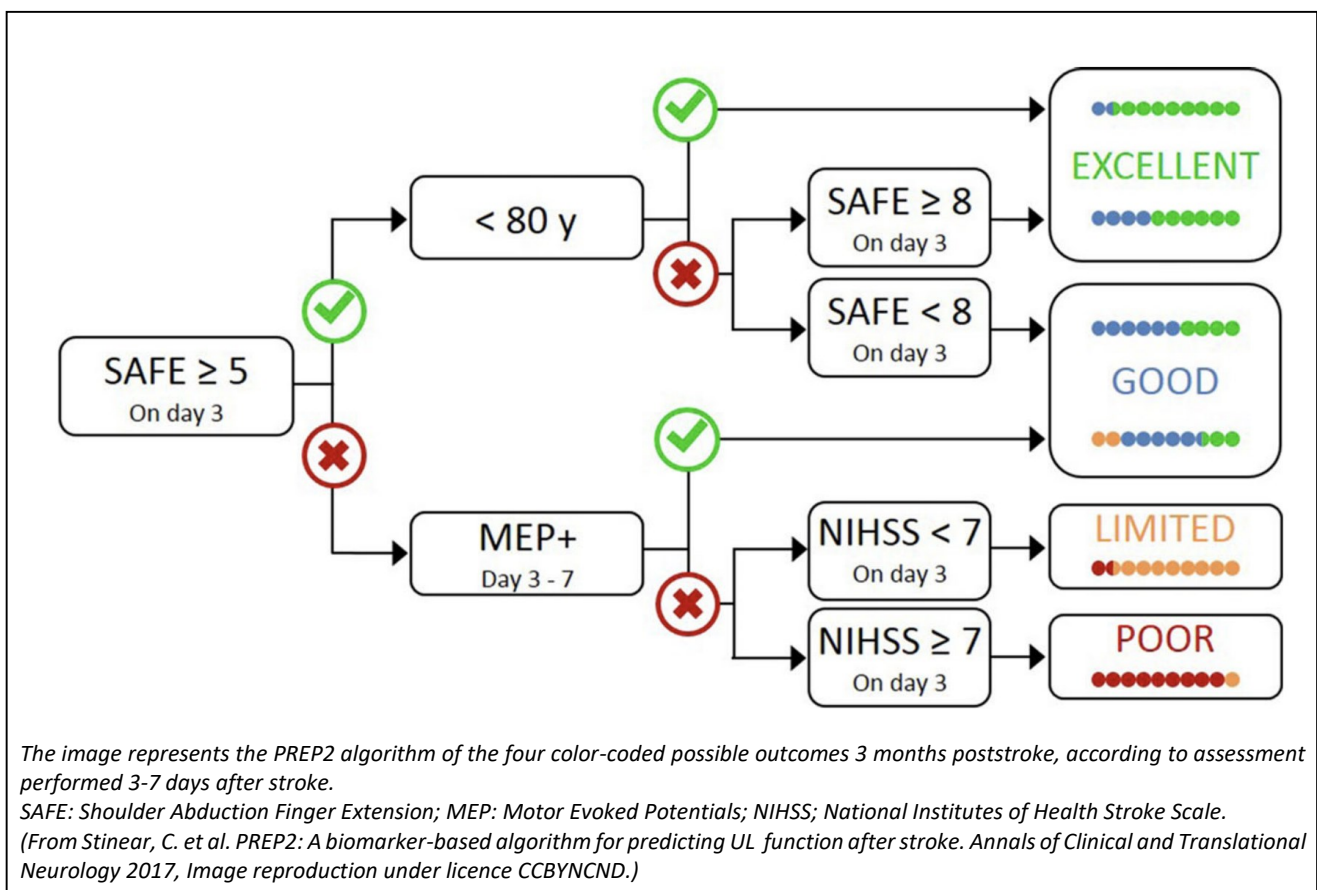 < 80 y
SAFE ≥ 8
On day 3
EXCELLENT
SAFE < 8
On day 3
SAFE ≥ 5
On day 3
GOOD
MEP+
Day 3 - 7
NIHSS < 7
On day 3
LIMITED
NIHSS ≥ 7
On day 3
POOR
The image represents the PREP2 algorithm of the four color-coded possible outcomes 3 months poststroke, according to assessment
performed 3-7 days after stroke.
SAFE: Shoulder Abduction Finger Extension; MEP: Motor Evoked Potentials; NIHSS; National Institutes of Health Stroke Scale.
(From Stinear, C. et al. PREP2: A biomarker-based algorithm for predicting UL function after stroke. Annals of Clinical and Translational
Neurology 2017, Image reproduction under licence CCBYNCND.)